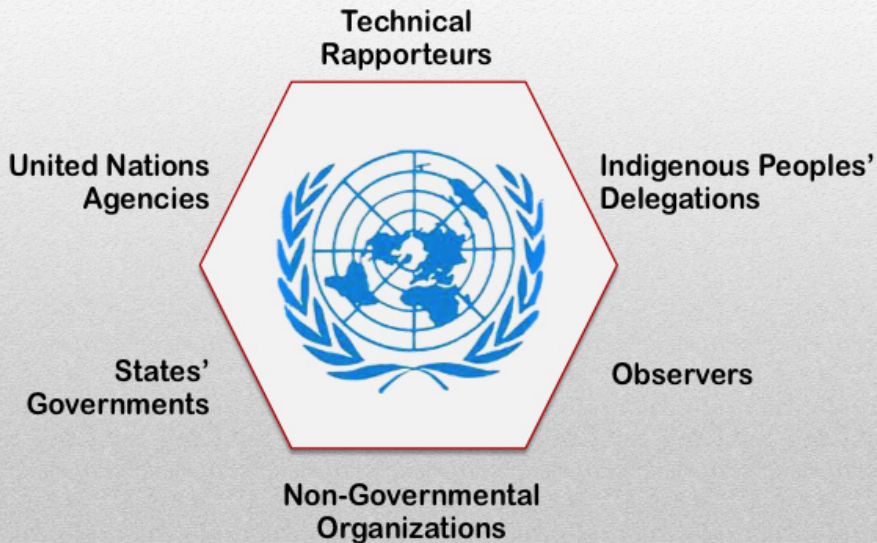 Technical
Rapporteurs
United Nations
Agencies
Indigenous Peoples’
Delegations
States’
Governments
Observers
Non-Governmental
Organizations